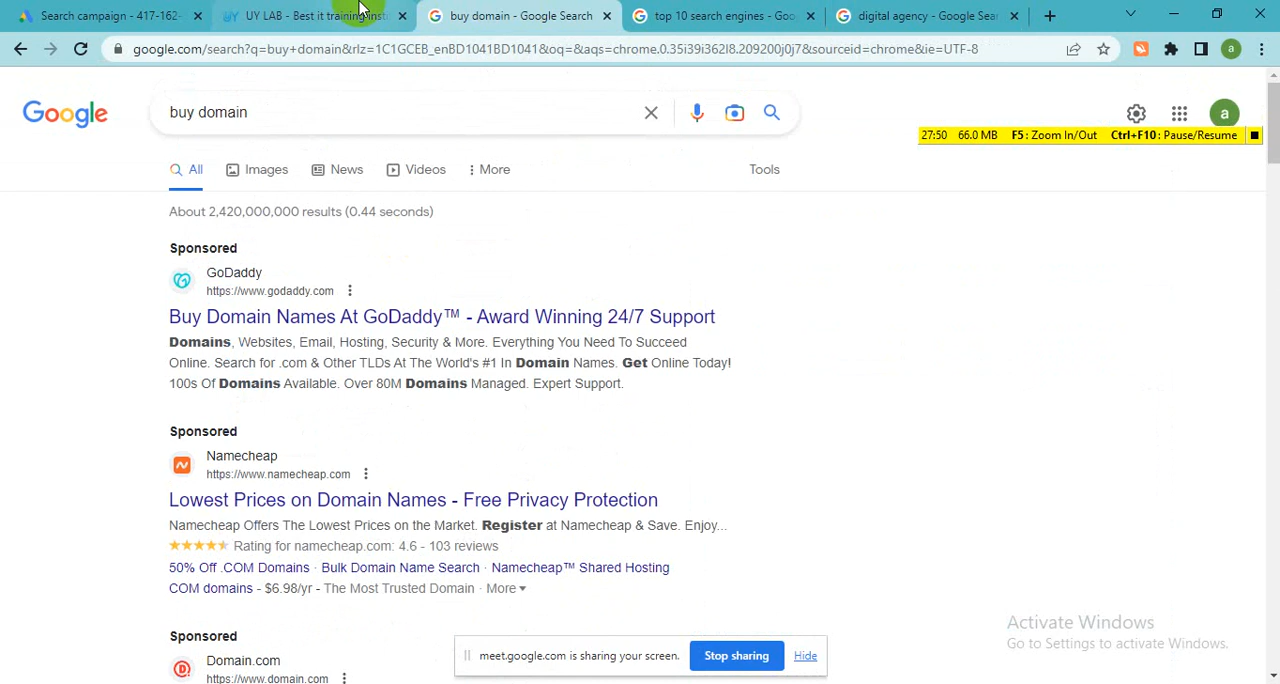 Search campaign - 417-162-
UY LAB - Best it training insti
buy domain - Google Search
top 10 search engines - Goo
digital agency - Google Sear
google.com/search?q=buy+domain&rlz=1C1GCEB_enBD1041BD1041&oq=&aqs=chrome.0.35i39i362l8.209200j0j7&sourceid=chrome&ie=UTF-8
a
Google
buy domain
a
27:50 66.0 MB F5: Zoom In/Out Ctrl+F10: Pause/Resume
All
Images
News
Videos
More
Tools
About 2,420,000,000 results (0.44 seconds)
Sponsored
GoDaddy
https://www.godaddy.com
Buy Domain Names At GoDaddy™ - Award Winning 24/7 Support
Domains, Websites, Email, Hosting, Security & More. Everything You Need To Succeed
Online. Search for .com & Other TLDs At The World's #1 In Domain Names. Get Online Today!
100s Of Domains Available. Over 80M Domains Managed. Expert Support.
Sponsored
Namecheap
https://www.namecheap.com
Lowest Prices on Domain Names - Free Privacy Protection
Namecheap Offers The Lowest Prices on the Market. Register at Namecheap & Save. Enjoy...
Rating for namecheap.com: 4.6 - 103 reviews
50% Off .COM Domains · Bulk Domain Name Search · Namecheap™ Shared Hosting
COM domains - $6.98/yr - The Most Trusted Domain · More
Sponsored
Domain.com
https://www.domain.com
Activate Windows
Go to Settings to activate Windows.
meet.google.com is sharing your screen.
Stop sharing
Hide